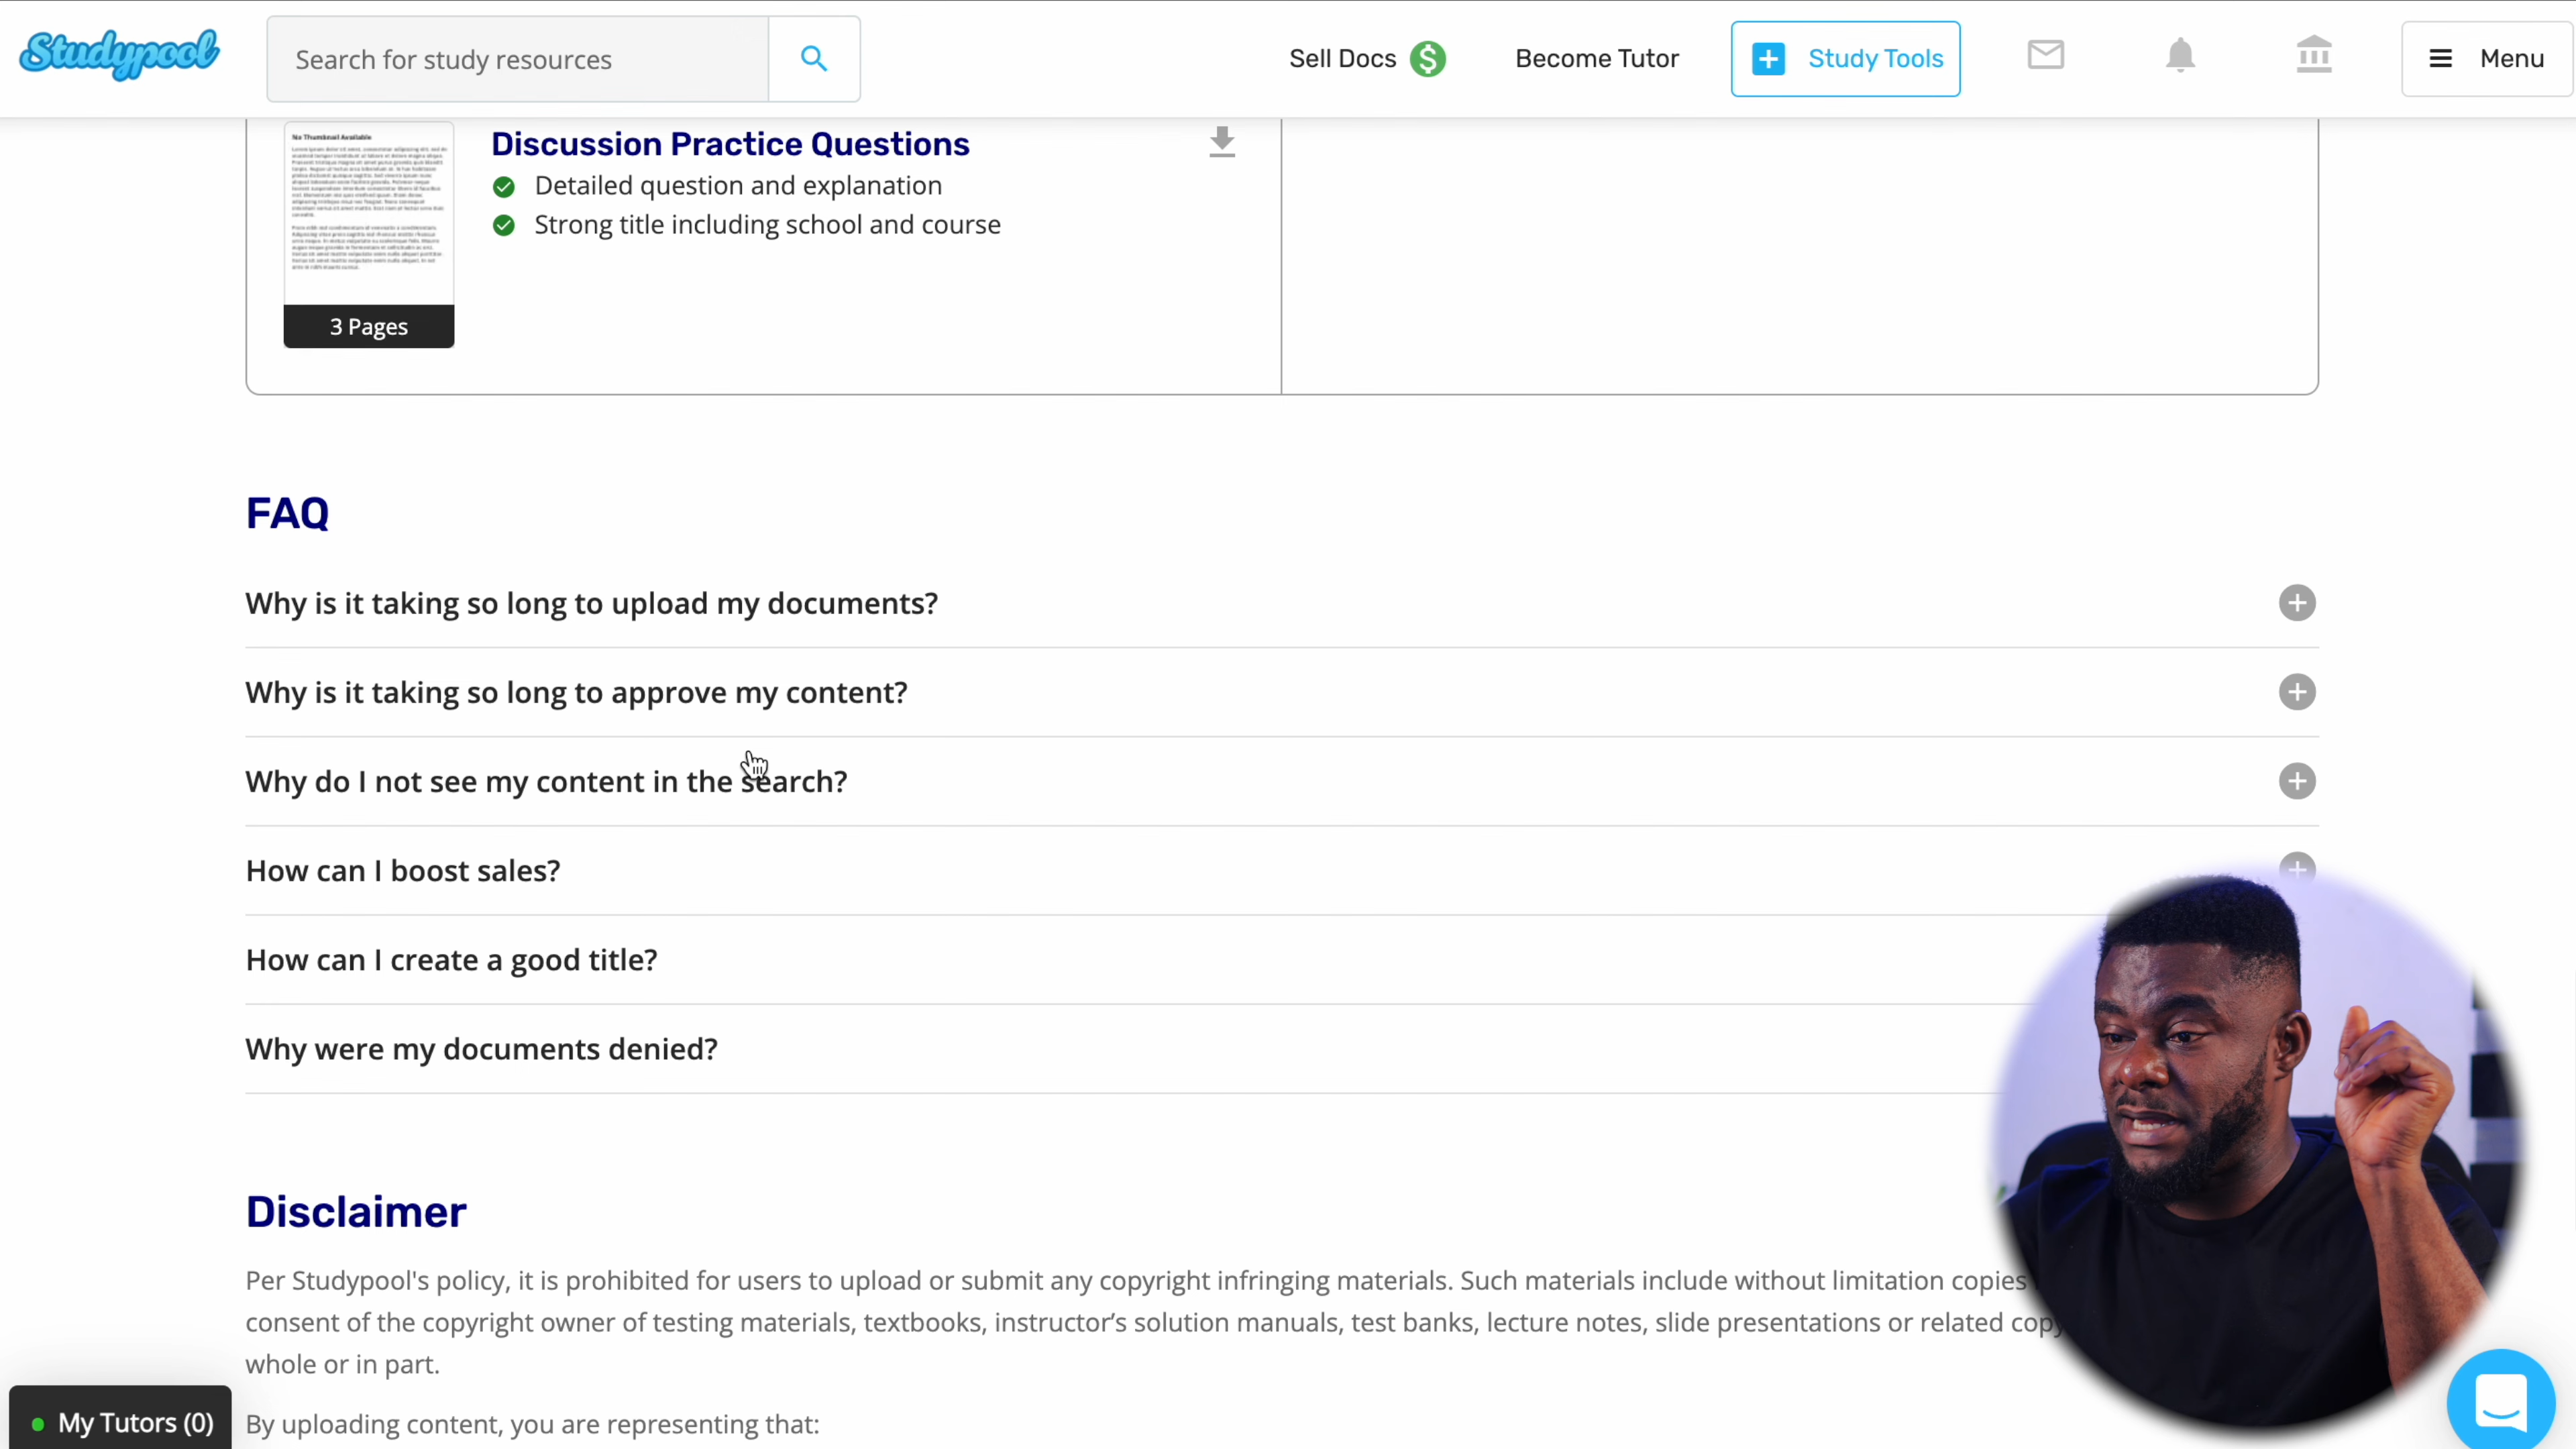 Studypool
Search for study resources
Sell Docs
Become Tutor
Study Tools
Menu
No Thumbnail Available
Discussion Practice Questions
Detailed question and explanation
Strong title including school and course
3 Pages
FAQ
Why is it taking so long to upload my documents?
Why is it taking so long to approve my content?
Why do I not see my content in the search?
How can I boost sales?
How can I create a good title?
Why were my documents denied?
Disclaimer
Per Studypool's policy, it is prohibited for users to upload or submit any copyright infringing materials. Such materials include without limitation copies
consent of the copyright owner of testing materials, textbooks, instructor's solution manuals, test banks, lecture notes, slide presentations or related
whole or in part.
My Tutors (0)
By uploading content, you are representing that: